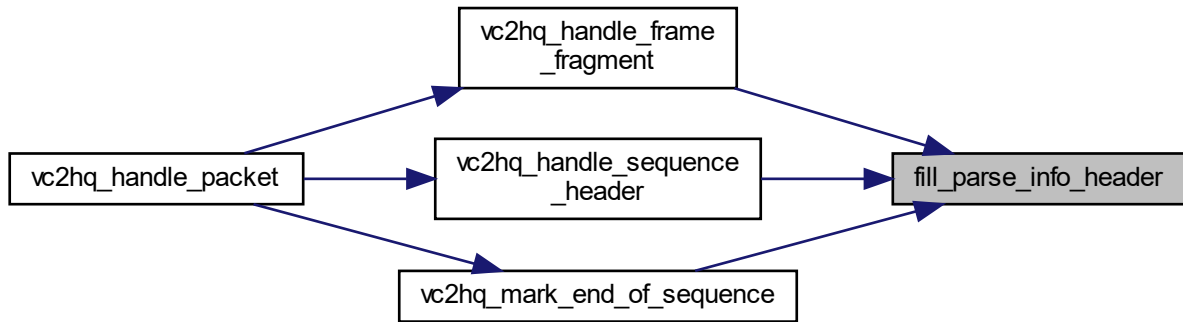 vc2hq_handle_frame
_fragment
vc2hq_handle_packet
vc2hq_handle_sequence
_header
fill_parse_info_header
vc2hq_mark_end_of_sequence